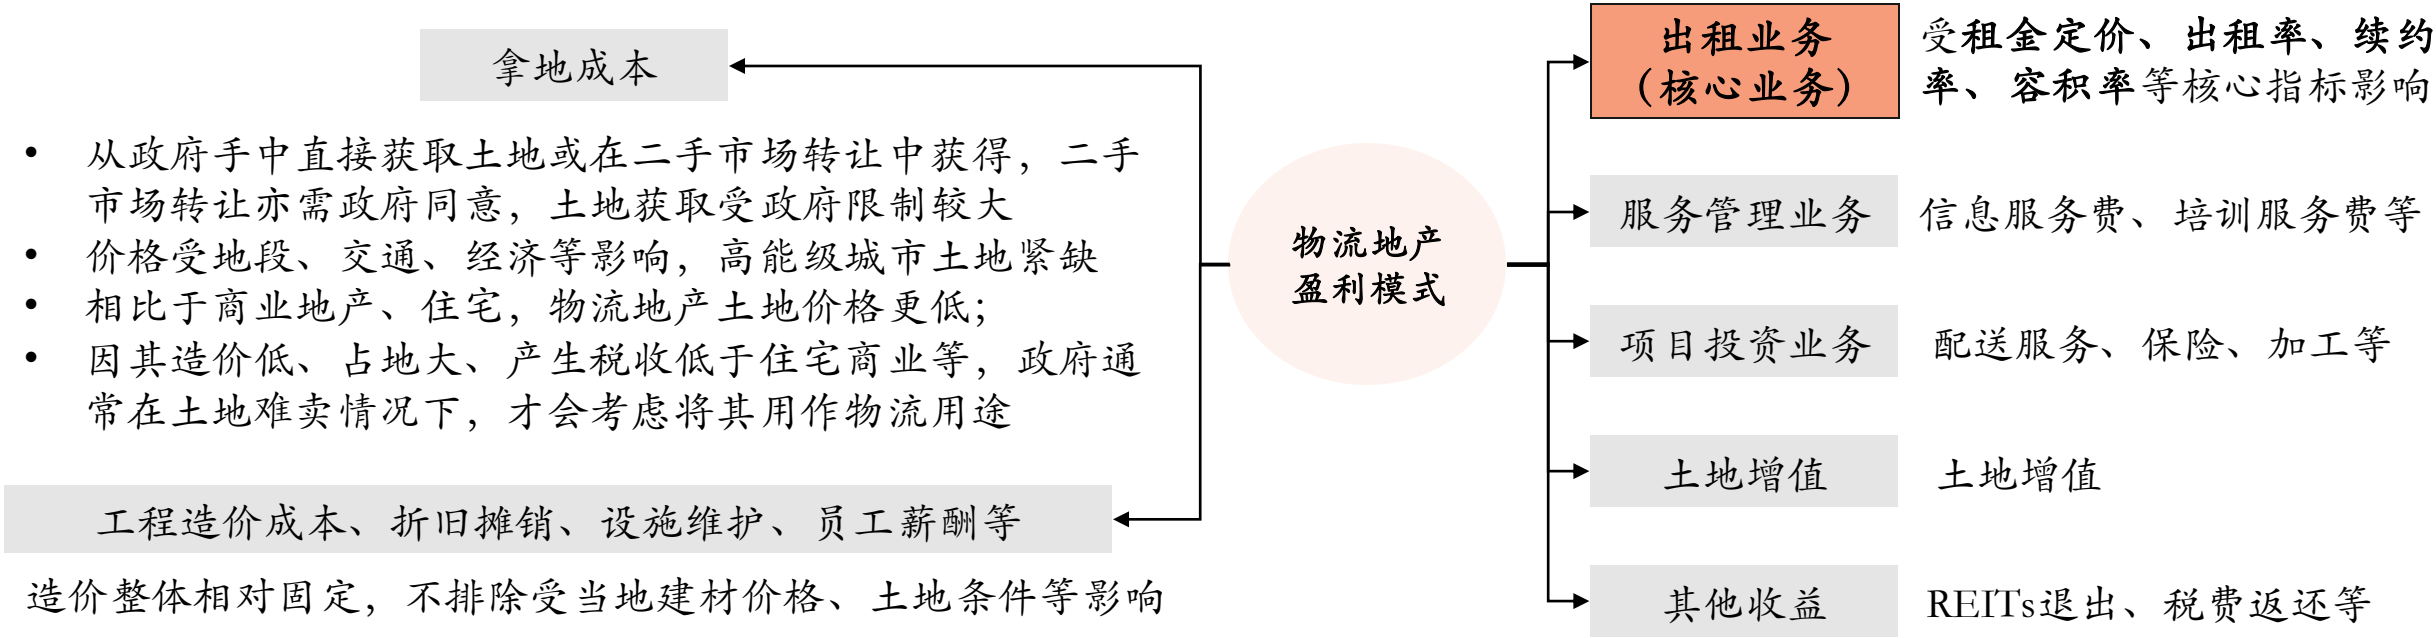 拿地成本
• 从政府手中直接获取土地或在二手市场转让中获得，二手
市场转让亦需政府同意，土地获取受政府限制较大
• 价格受地段、交通、经济等影响，高能级城市土地紧缺
• 相比于商业地产、住宅，物流地产土地价格更低；
• 因其造价低、占地大、产生税收低于住宅商业等，政府通
常在土地难卖情况下，才会考虑将其用作物流用途
工程造价成本、折旧摊销、设施维护、员工薪酬等
造价整体相对固定，不排除受当地建材价格、土地条件等影响
物流地产
盈利模式
出租业务
（核心业务）
受租金定价、出租率、续约
率、容积率等核心指标影响
服务管理业务
信息服务费、培训服务费等
项目投资业务
配送服务、保险、加工等
土地增值
土地增值
其他收益
REITs退出、税费返还等